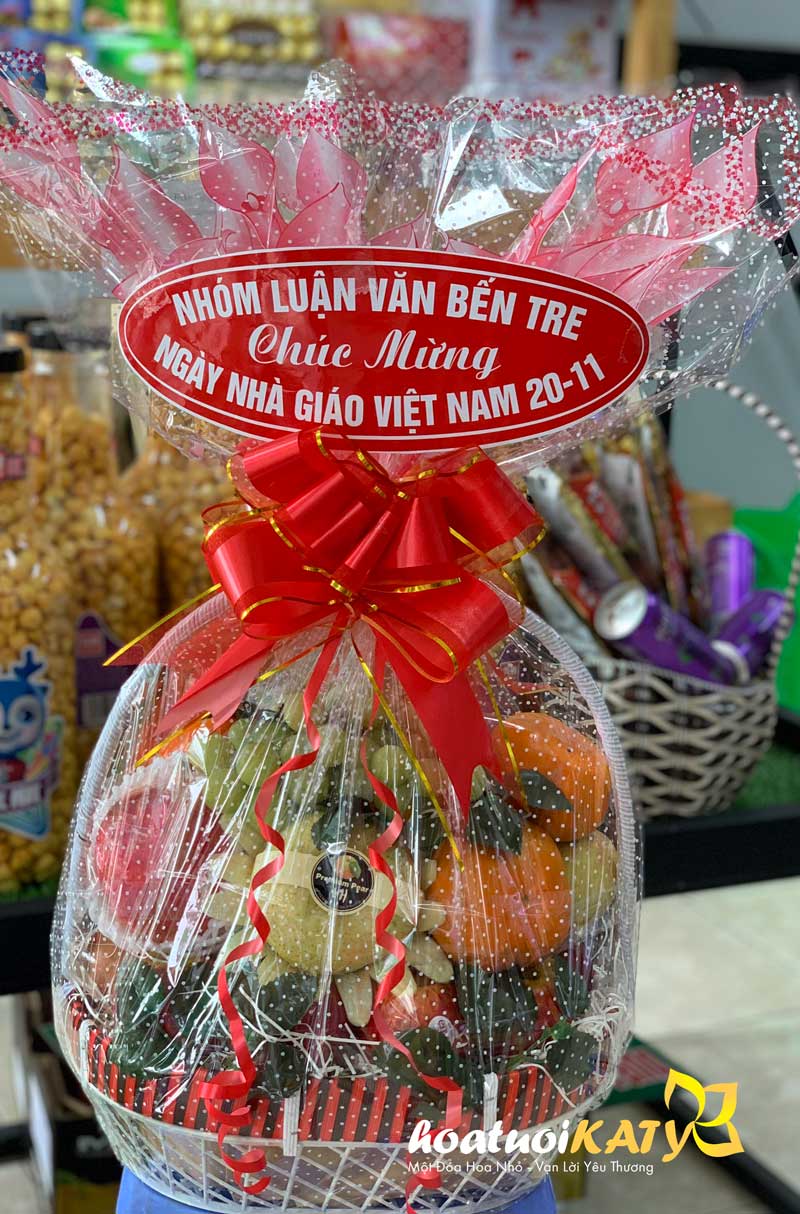 NHÓM LUẬN VĂN BẾN TRE
Chúc Mừng
NGÀY NHÀ GIÁO VIỆT NAM 20-11
Premium Pear
hoatuoiKATY
Một Đóa Hoa Nhỏ - Vạn Lời Yêu Thương